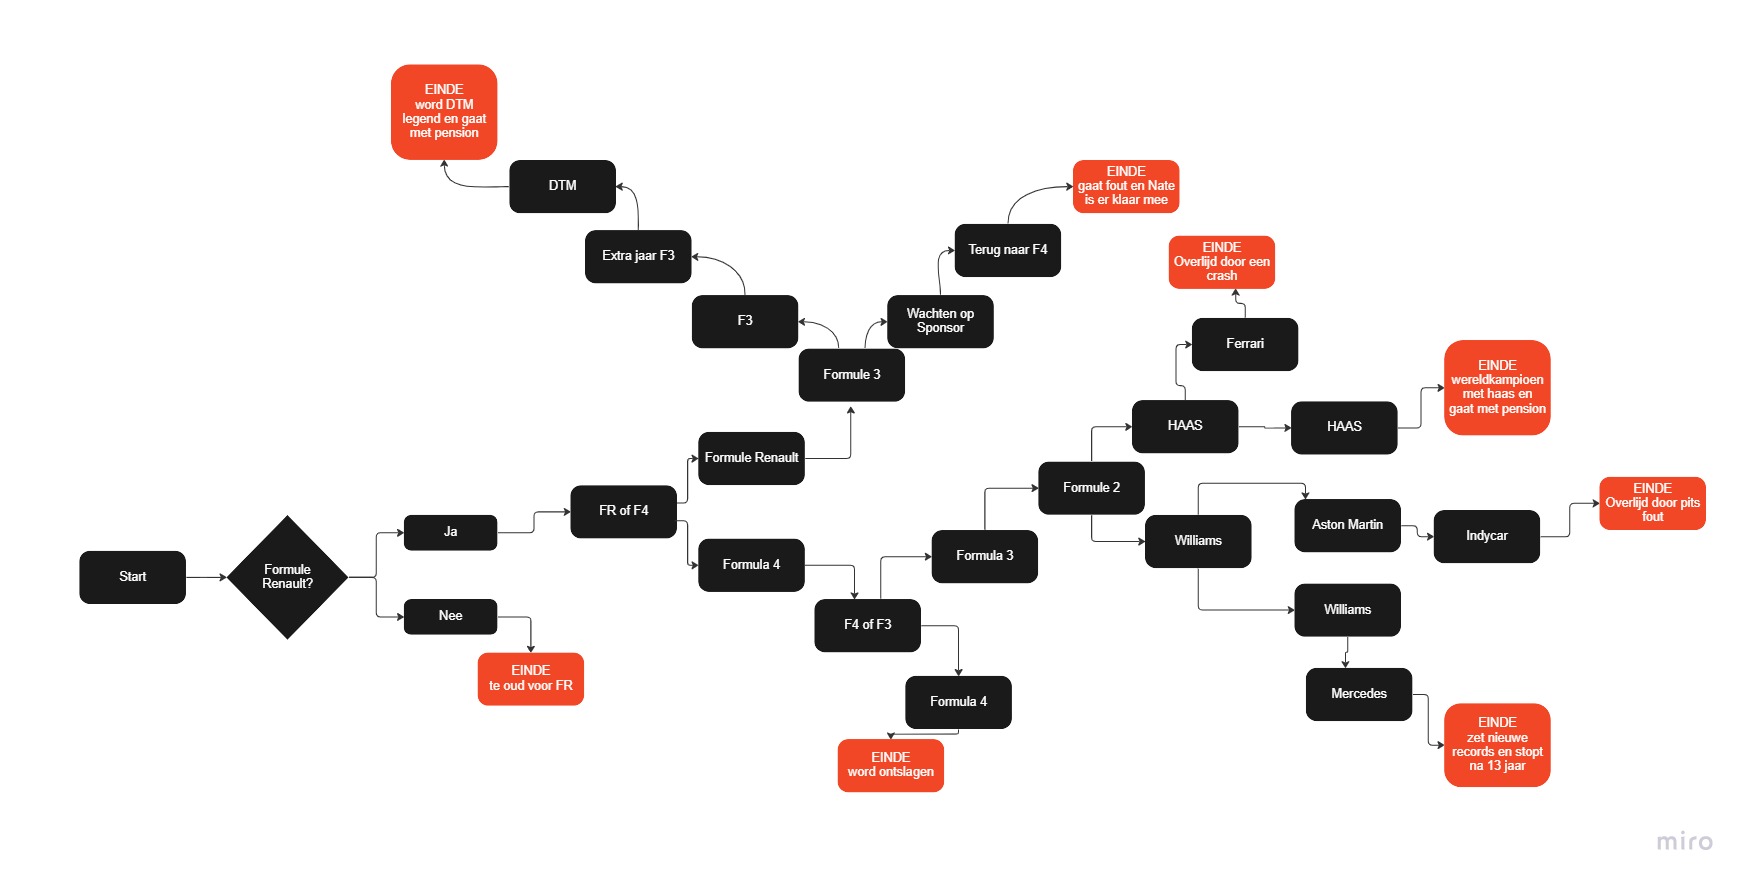 EINDE
word DTM
legend en gaat
met pension
DTM
EINDE
gaat fout en Nate
is er klaar mee
Extra jaar F3
Terug naar F4
EINDE
Overlijd door een
crash
F3
Wachten op
Sponsor
Ferrari
Formule 3
EINDE
wereldkampioen
met haas en
gaat met pension
HAAS
HAAS
Formule Renault
Formule 2
FR of F4
EINDE
Overlijd door pits
fout
Ja
Aston Martin
Indycar
Williams
Formula 3
Formula 4
Start
Formule
Renault?
Nee
F4 of F3
Williams
EINDE
te oud voor FR
Formula 4
Mercedes
EINDE
zet nieuwe
records en stopt
na 13 jaar
EINDE
word ontslagen
miro